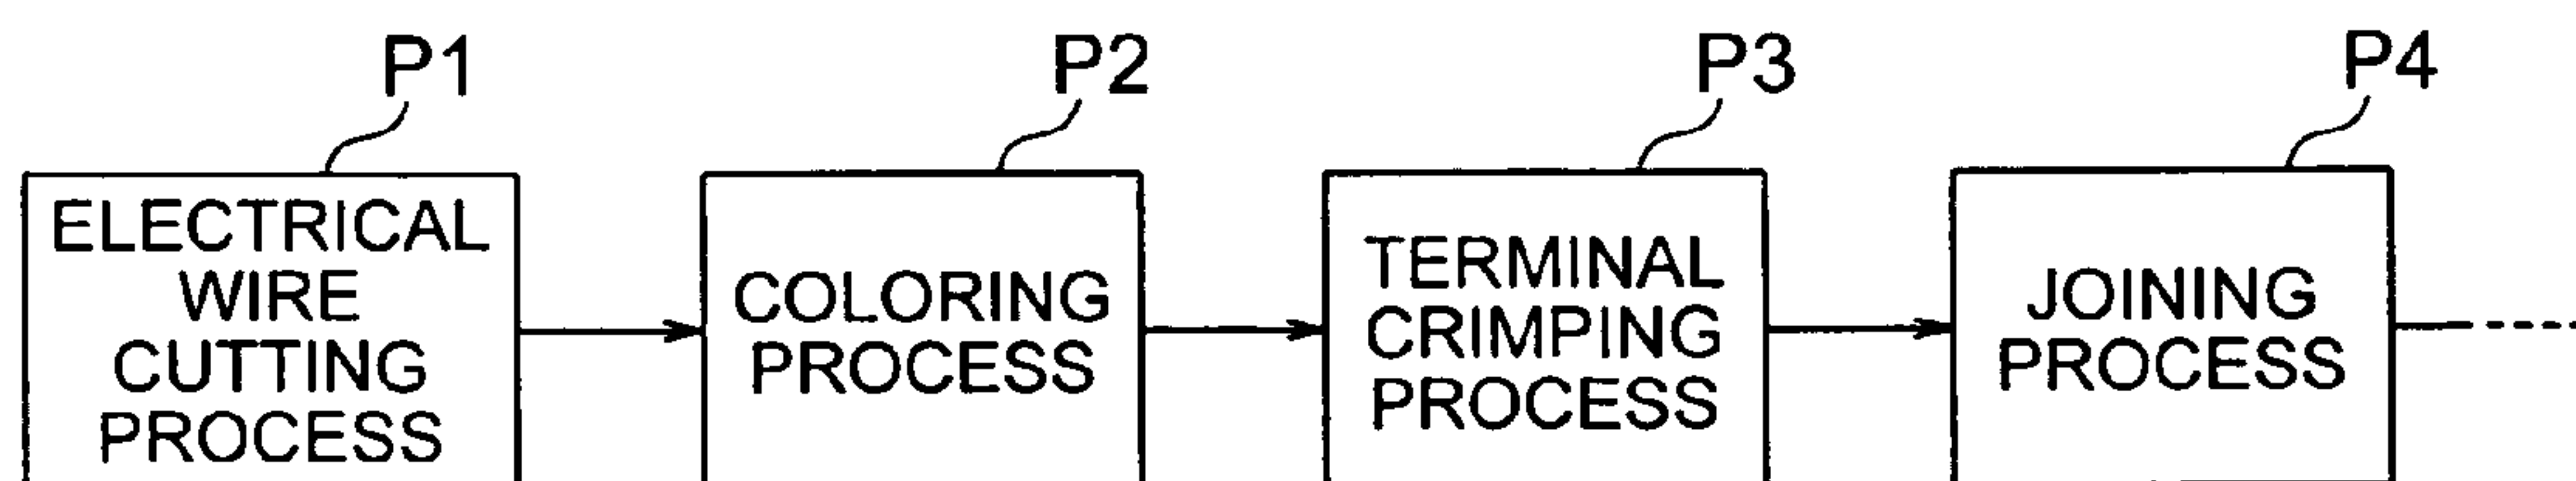 P1
P2
P3
P4
ELECTRICAL
WIRE
CUTTING
PROCESS
COLORING
PROCESS
TERMINAL
CRIMPING
PROCESS
JOINING
PROCESS